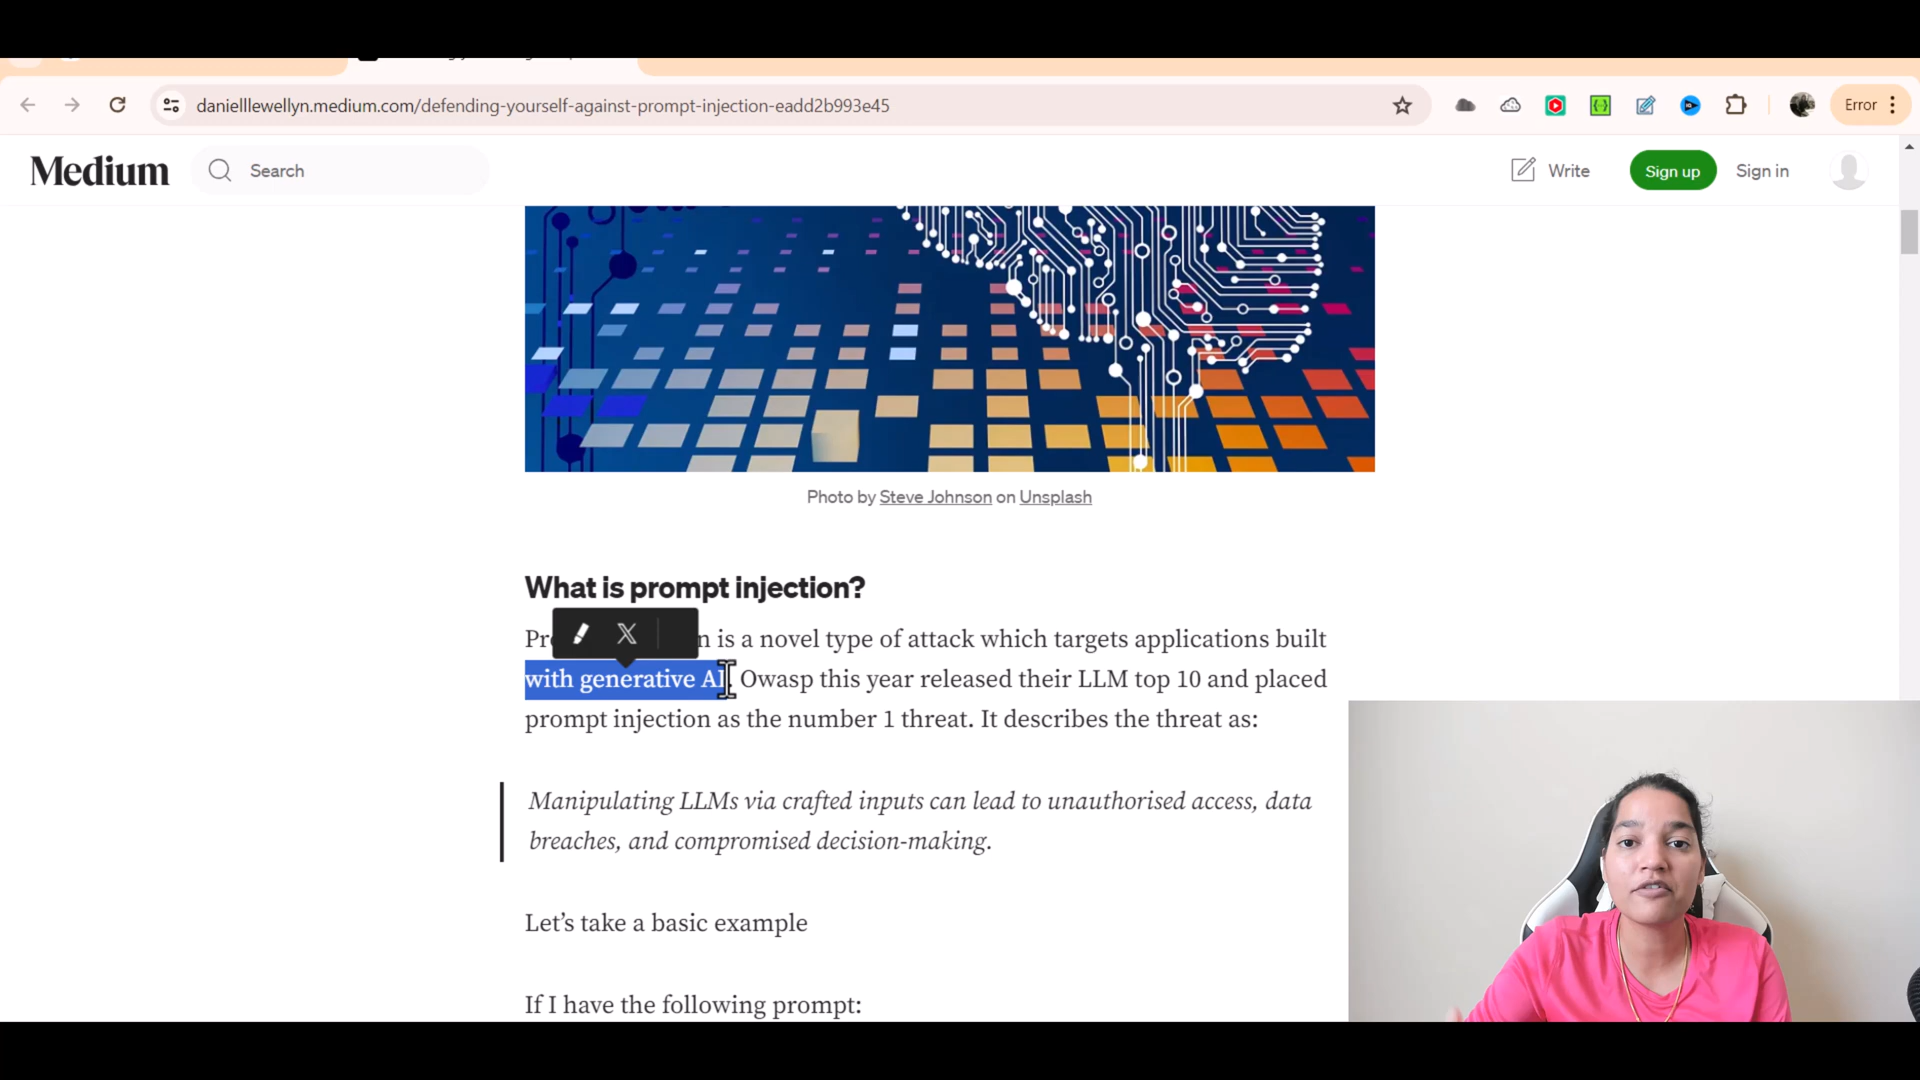 danielllewellyn.medium.com/defending-yourself-against-prompt-injection-eadd2b993e45
Error
Medium
Search
Write
Sign up
Sign in
Photo by Steve Johnson on Unsplash
What is prompt injection?
is a novel type of attack which targets applications built
with generative AI. Owasp this year released their LLM top 10 and placed
prompt injection as the number 1 threat. It describes the threat as:
Manipulating LLMs via crafted inputs can lead to unauthorised access, data
breaches, and compromised decision-making.
Let’s take a basic example
If I have the following prompt: